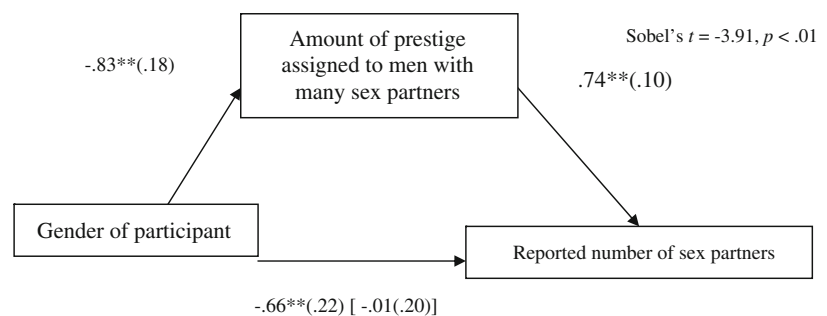 Sobel's t = -3.91, p < .01
Amount of prestige
assigned to men with
many sex partners
-.83**(.18)
.74**(.10)
Gender of participant
Reported number of sex partners
-.66**(.22) [ -.01(.20)]